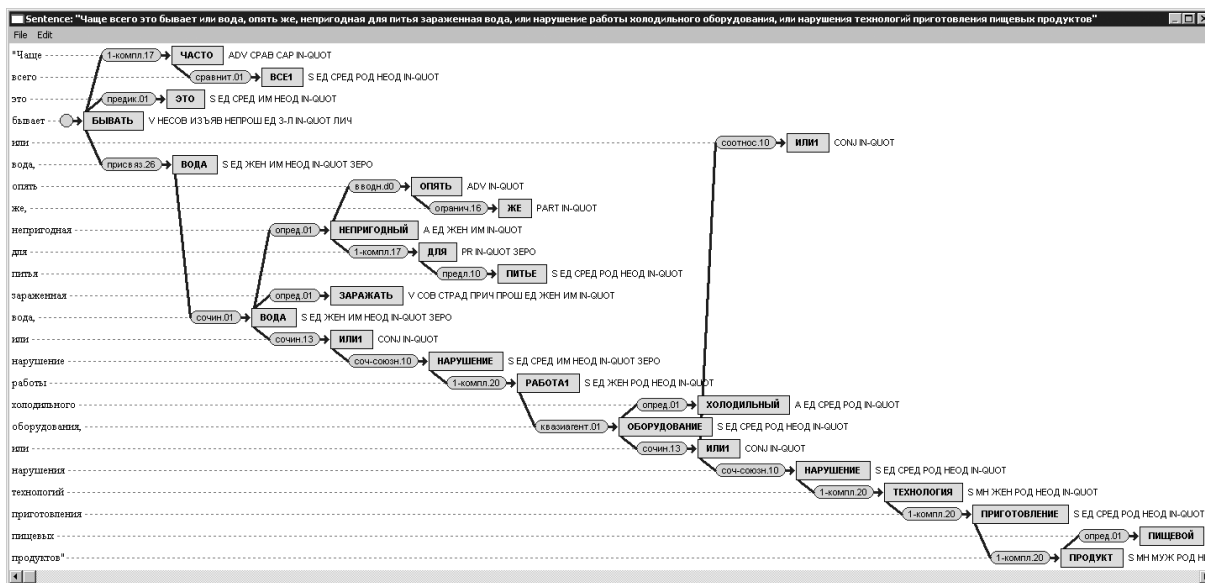 Sentence: "Чаще всего это бывает или вода, опять же, непригодная для питья зараженная вода, или нарушение работы холодильного оборудования, или нарушения технологий приготовления пищевых продуктов"
File Edit
"Чаще 1-компл.17 ЧАСТО ADV СРАВ CAP IN-QUOT
всего сравнит.01 ВСЕ1 S ЕД СРЕД РОД НЕОД IN-QUOT
это предик.01 ЭТО S ЕД СРЕД ИМ НЕОД IN-QUOT
бывает БЫВАТЬ V НЕСОВ ИЗЪЯВ НЕПРОШ ЕД 3-Л IN-QUOT ЛИЧ
или соотнос.10 ИЛИ1 CONJ IN-QUOT
вода, присвяз.26 ВОДА S ЕД ЖЕН ИМ НЕОД IN-QUOT ЗЕРО
опять вводн.d0 ОПЯТЬ ADV IN-QUOT
же, огранич.16 ЖЕ PART IN-QUOT
непригодная опред.01 НЕПРИГОДНЫЙ A ЕД ЖЕН ИМ IN-QUOT
для 1-компл.17 ДЛЯ PR IN-QUOT ЗЕРО
питья предл.10 ПИТЬЕ S ЕД СРЕД РОД НЕОД IN-QUOT
зараженная опред.01 ЗАРАЖАТЬ V СОВ СТРАД ПРИЧ ПРОШ ЕД ЖЕН ИМ IN-QUOT
вода, сочин.01 ВОДА S ЕД ЖЕН ИМ НЕОД IN-QUOT ЗЕРО
или сочин.13 ИЛИ1 CONJ IN-QUOT
нарушение соч-союзн.10 НАРУШЕНИЕ S ЕД СРЕД ИМ НЕОД IN-QUOT ЗЕРО
работы 1-компл.20 РАБОТА1 S ЕД ЖЕН РОД НЕОД IN-QUOT
холодильного опред.01 ХОЛОДИЛЬНЫЙ A ЕД СРЕД РОД IN-QUOT
оборудования, квазиагент.01 ОБОРУДОВАНИЕ S ЕД СРЕД РОД НЕОД IN-QUOT
или сочин.13 ИЛИ1 CONJ IN-QUOT
нарушения соч-союзн.10 НАРУШЕНИЕ S ЕД СРЕД РОД НЕОД IN-QUOT
технологий 1-компл.20 ТЕХНОЛОГИЯ S МН ЖЕН РОД НЕОД IN-QUOT
приготовления 1-компл.20 ПРИГОТОВЛЕНИЕ S ЕД СРЕД РОД НЕОД IN-QUOT
пищевых опред.01 ПИЩЕВОЙ
продуктов" 1-компл.20 ПРОДУКТ S МН МУЖ РОД